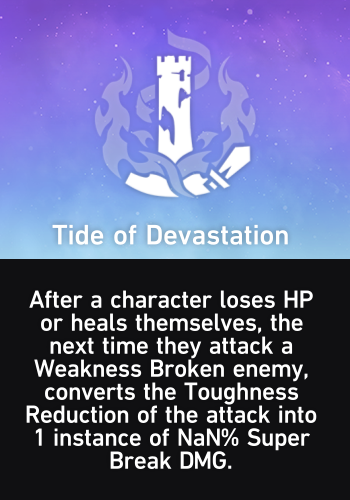 Tide of Devastation
After a character loses HP
or heals themselves, the
next time they attack a
Weakness Broken enemy,
converts the Toughness
Reduction of the attack into
1 instance of NaN% Super
Break DMG.